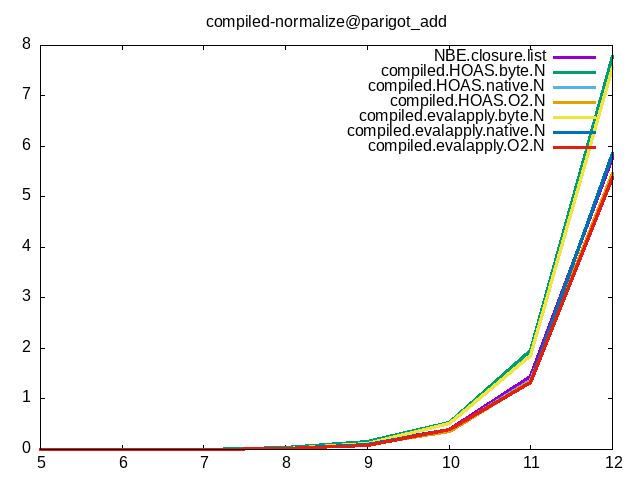 compiled-normalize@parigot_add
8
7
6
5
4
3
2
1
0
NBE.closure.list
compiled.HOAS.byte.N
compiled.HOAS.native.N
compiled.HOAS.O2.N
compiled.evalapply.byte.N
compiled.evalapply.native.N
compiled.evalapply.O2.N
5 6 7 8 9 10 11 12